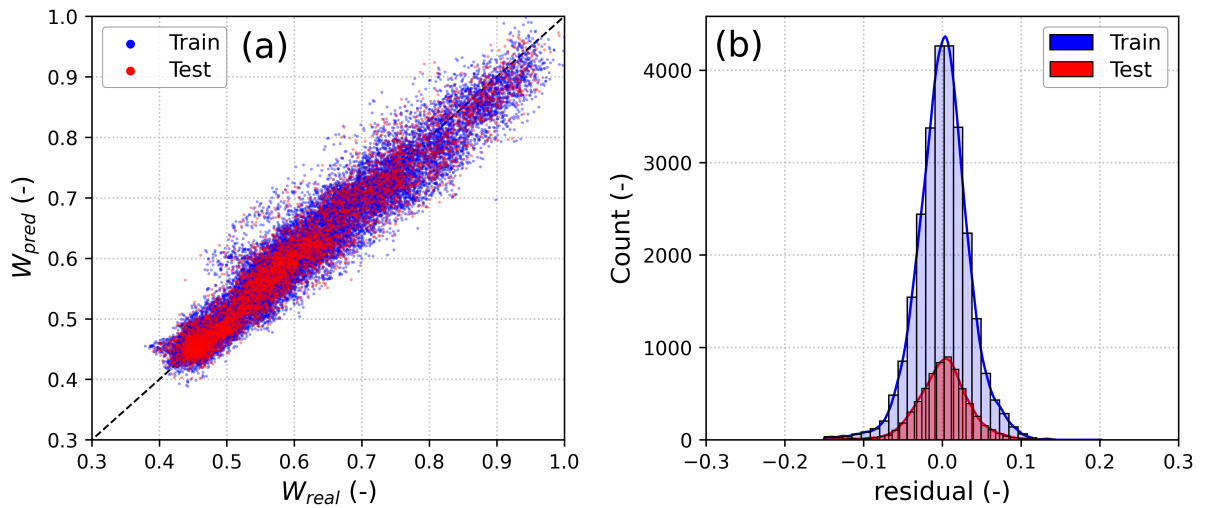 (a)
Train
Test
1.0
0.9
0.8
0.7
0.6
0.5
0.4
0.3
W_pred (-)
0.3 0.4 0.5 0.6 0.7 0.8 0.9 1.0
W_real (-)
(b)
Train
Test
4000
3000
2000
1000
0
Count (-)
−0.3 −0.2 −0.1 0.0 0.1 0.2 0.3
residual (-)